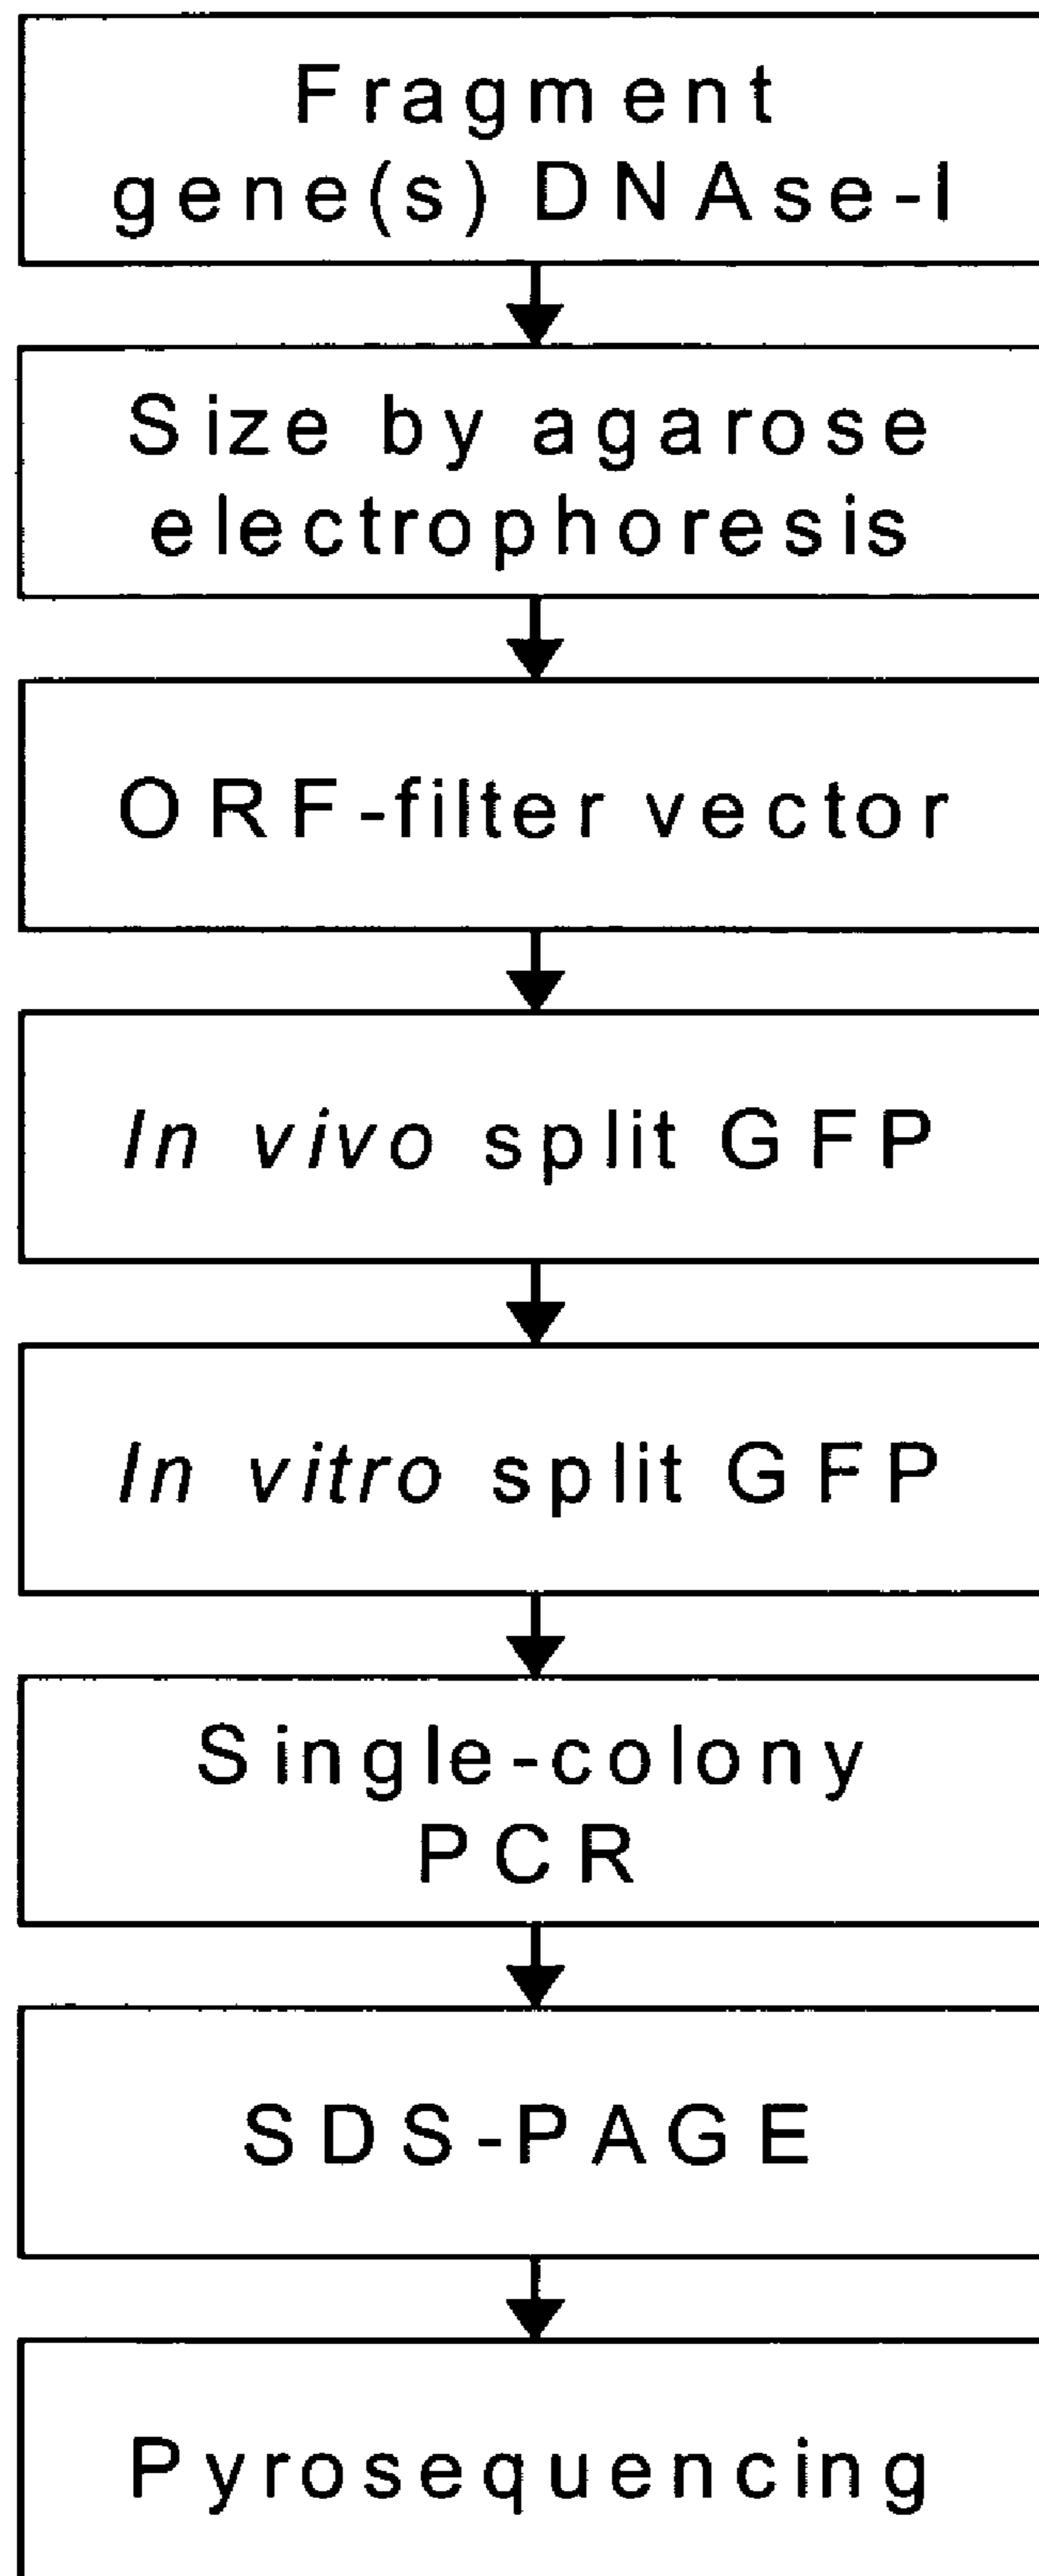 Fragment
gene(s) DNAse-I
Size by agarose
electrophoresis
ORF-filter vector
In vivo split GFP
In vitro split GFP
Single-colony
PCR
SDS-PAGE
Pyrosequencing